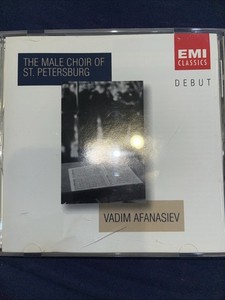 THE MALE CHOIR OF
ST. PETERSBURG
EMI
CLASSICS
DEBUT
VADIM AFANASIEV